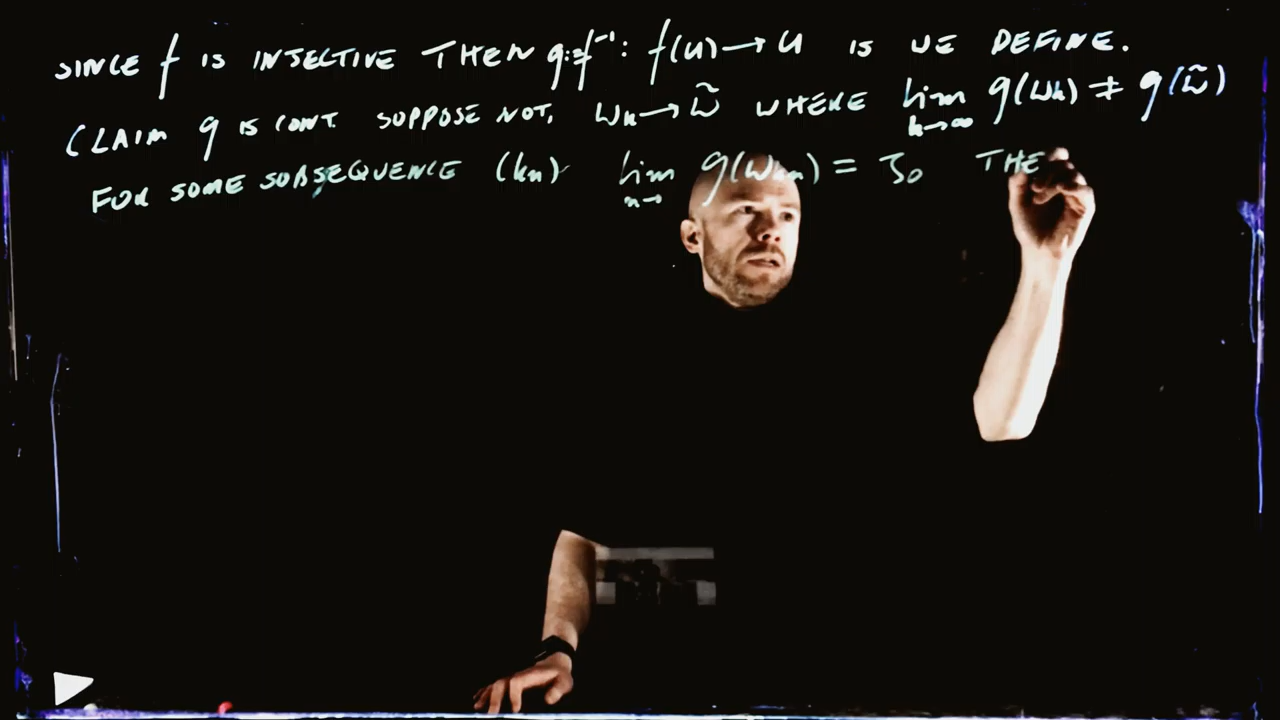 SINCE f IS INJECTIVE THEN g:=f⁻¹: f(U)→U IS WE DEFINE.
CLAIM g IS CONT. SUPPOSE NOT, Wk→W̃ WHERE lim k→∞ g(Wk) ≠ g(W̃)
FOR SOME SUBSEQUENCE (kn) lim n→ g(Wkn) = ζ0 THE